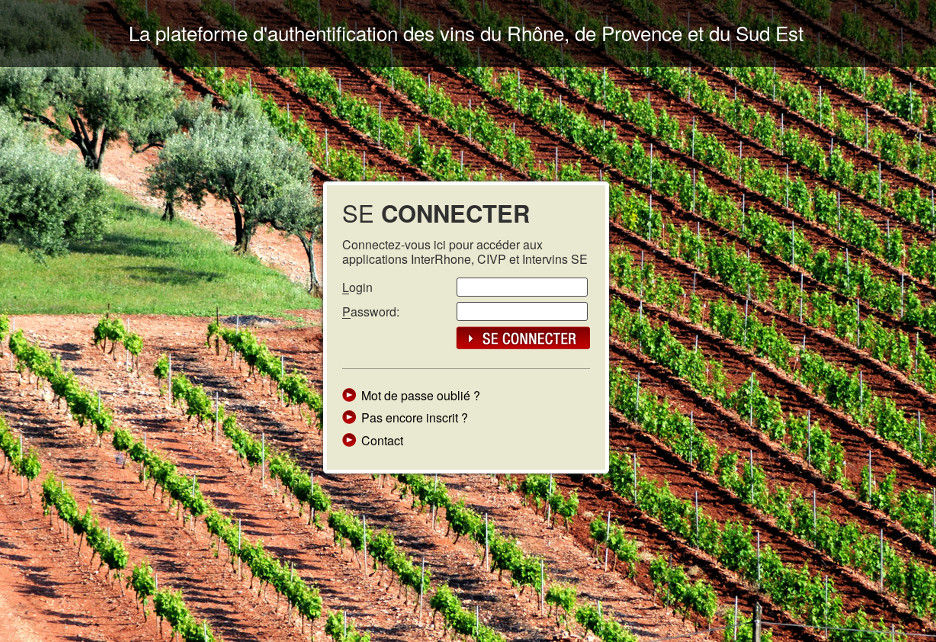 La plateforme d'authentification des vins du Rhône, de Provence et du Sud Est
SE CONNECTER
Connectez-vous ici pour accéder aux
applications InterRhone, CIVP et Intervins SE
Login
Password:
SE CONNECTER
Mot de passe oublié ?
Pas encore inscrit ?
Contact